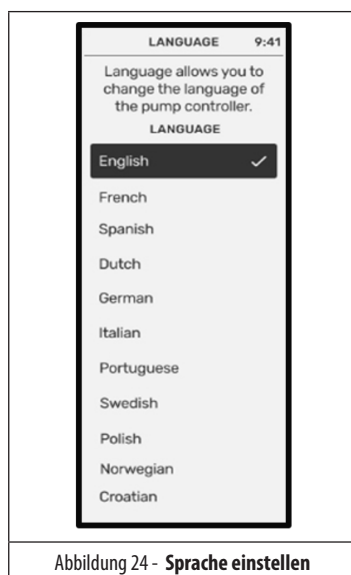 LANGUAGE 9:41
Language allows you to
change the language of
the pump controller.
LANGUAGE
English
French
Spanish
Dutch
German
Italian
Portuguese
Swedish
Polish
Norwegian
Croatian
Abbildung 24 - Sprache einstellen